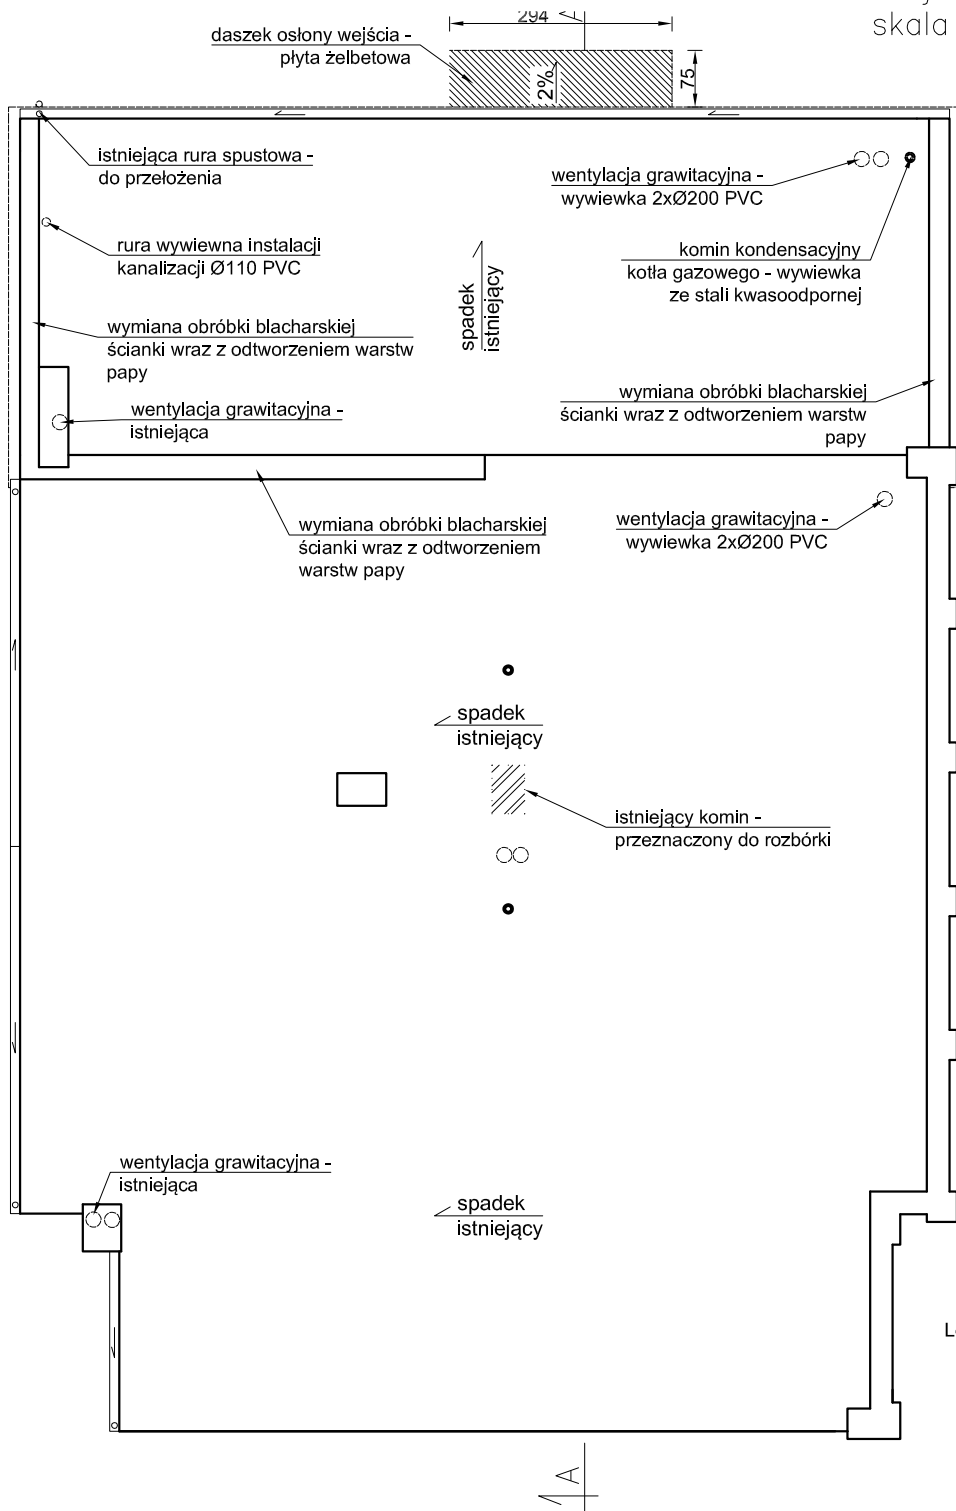 skala
294
A
daszek osłony wejścia -
płyta żelbetowa
2%
75
istniejąca rura spustowa -
do przełożenia
wentylacja grawitacyjna -
wywiewka 2xØ200 PVC
rura wywiewna instalacji
kanalizacji Ø110 PVC
komin kondensacyjny
kotła gazowego - wywiewka
ze stali kwasoodpornej
spadek
istniejący
wymiana obróbki blacharskiej
ścianki wraz z odtworzeniem warstw
papy
wymiana obróbki blacharskiej
ścianki wraz z odtworzeniem warstw
papy
wentylacja grawitacyjna -
istniejąca
wymiana obróbki blacharskiej
ścianki wraz z odtworzeniem
warstw papy
wentylacja grawitacyjna -
wywiewka 2xØ200 PVC
spadek
istniejący
istniejący komin -
przeznaczony do rozbórki
wentylacja grawitacyjna -
istniejąca
spadek
istniejący
A